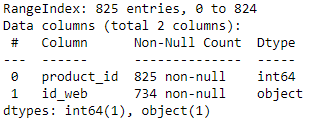 RangeIndex: 825 entries, 0 to 824
Data columns (total 2 columns):
 #   Column      Non-Null Count  Dtype
---  ------      --------------  -----
 0   product_id  825 non-null    int64
 1   id_web      734 non-null    object
dtypes: int64(1), object(1)